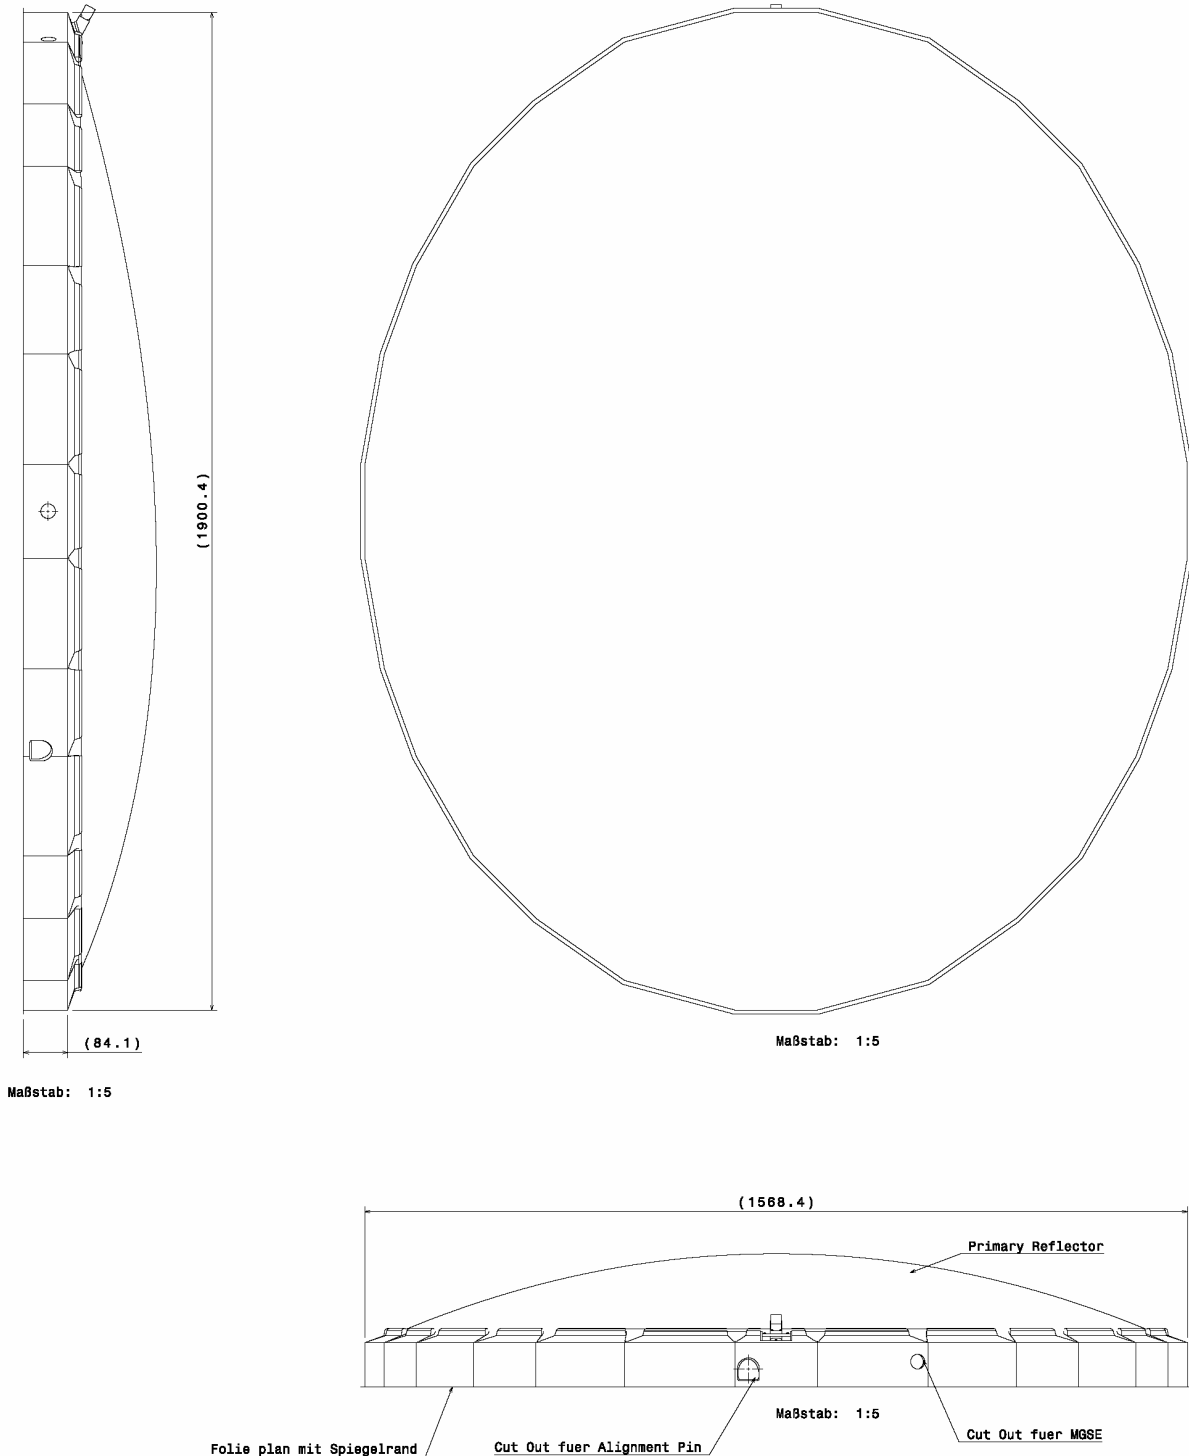 (1900.4)
(84.1)
Maßstab: 1:5
Maßstab: 1:5
(1568.4)
Primary Reflector
Maßstab: 1:5
Cut Out fuer MGSE
Folie plan mit Spiegelrand
Cut Out fuer Alignment Pin